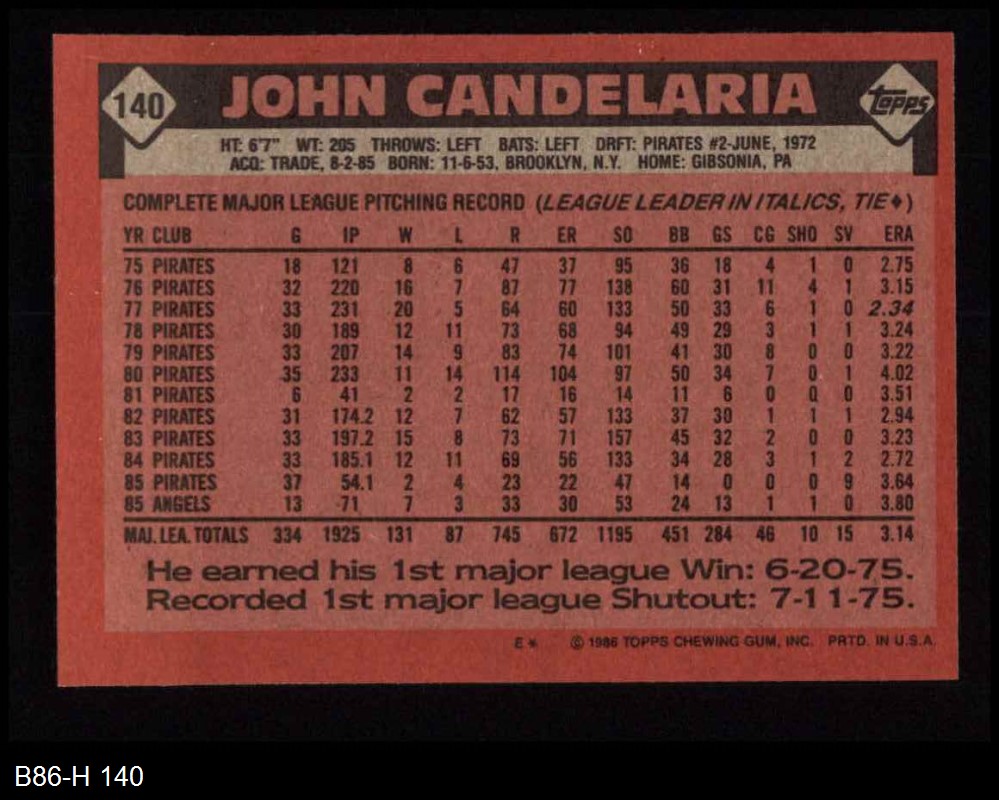 140 JOHN CANDELARIA topps
HT: 6'7" WT: 205 THROWS: LEFT BATS: LEFT DRFT: PIRATES #2-JUNE, 1972
ACQ: TRADE, 8-2-85 BORN: 11-6-53, BROOKLYN, N.Y. HOME: GIBSONIA, PA
COMPLETE MAJOR LEAGUE PITCHING RECORD (LEAGUE LEADER IN ITALICS, TIE♦)
YR CLUB G IP W L R ER SO BB GS CG SHO SV ERA
75 PIRATES 18 121 8 6 47 37 95 36 18 4 1 0 2.75
76 PIRATES 32 220 16 7 87 77 138 60 31 11 4 1 3.15
77 PIRATES 33 231 20 5 64 60 133 50 33 6 1 0 2.34
78 PIRATES 30 189 12 11 73 68 94 49 29 3 1 1 3.24
79 PIRATES 33 207 14 9 83 74 101 41 30 8 0 0 3.22
80 PIRATES 35 233 11 14 114 104 97 50 34 7 0 1 4.02
81 PIRATES 6 41 2 2 17 16 14 11 6 0 0 0 3.51
82 PIRATES 31 174.2 12 7 62 57 133 37 30 1 1 1 2.94
83 PIRATES 33 197.2 15 8 73 71 157 45 32 2 0 0 3.23
84 PIRATES 33 185.1 12 11 69 56 133 34 28 3 1 2 2.72
85 PIRATES 37 54.1 2 4 23 22 47 14 0 0 0 9 3.64
85 ANGELS 13 71 7 3 33 30 53 24 13 1 1 0 3.80
MAJ. LEA. TOTALS 334 1925 131 87 745 672 1195 451 284 46 10 15 3.14
He earned his 1st major league Win: 6-20-75.
Recorded 1st major league Shutout: 7-11-75.
E* © 1986 TOPPS CHEWING GUM, INC. PRTD. IN U.S.A.
B86-H 140